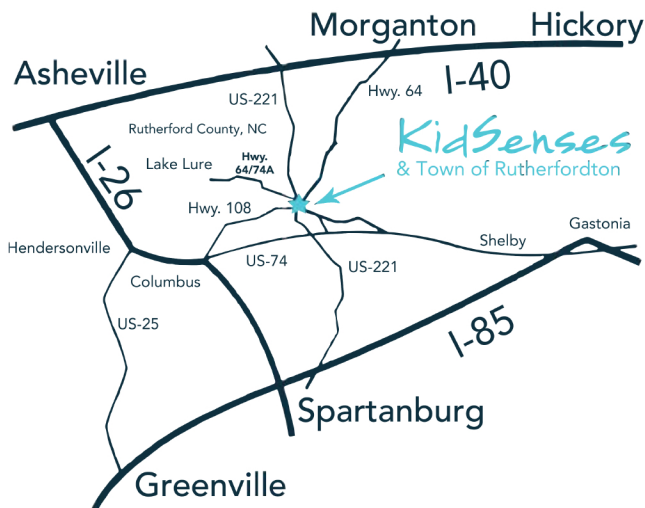 Morganton
Hickory
Asheville
I-40
US-221
Hwy. 64
Rutherford County, NC
KidSenses
& Town of Rutherfordton
Lake Lure
Hwy.
64/74A
I-26
Hwy. 108
Gastonia
Hendersonville
Shelby
US-74
US-221
Columbus
US-25
I-85
Spartanburg
Greenville